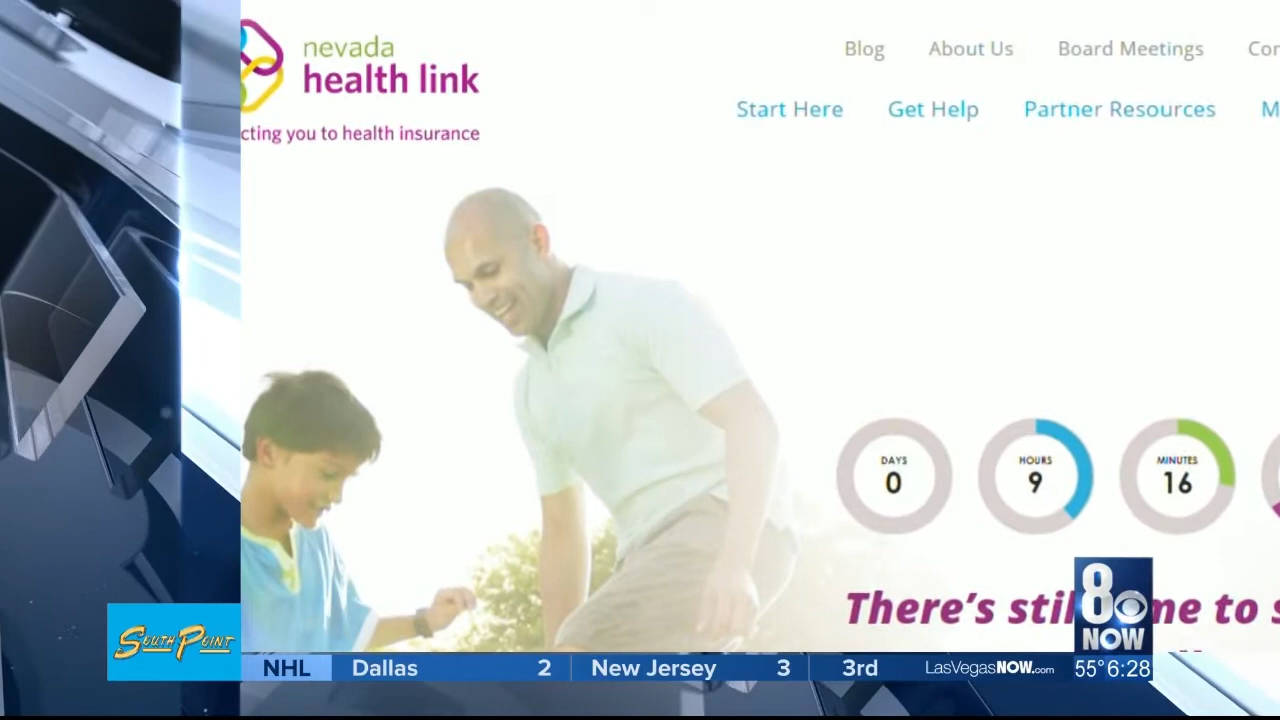 nevada
health link
cting you to health insurance
Blog About Us Board Meetings
Start Here Get Help Partner Resources
DAYS
0
HOURS
9
MINUTES
16
There's still me to
8
NOW
SOUTH POINT
NHL Dallas 2 New Jersey 3 3rd LasVegasNOW.com 55° 6:28